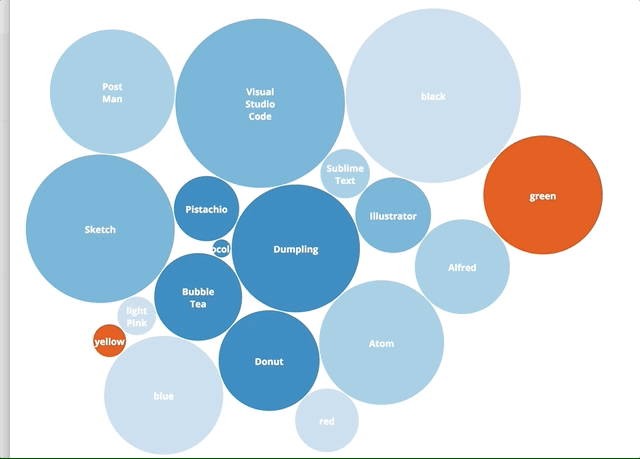 Post
Man
Visual
Studio
Code
black
Sublime
Text
green
Pistachio
Illustrator
Sketch
ocol
Dumpling
Alfred
Bubble
Tea
light
Pink
yellow
Atom
Donut
blue
red